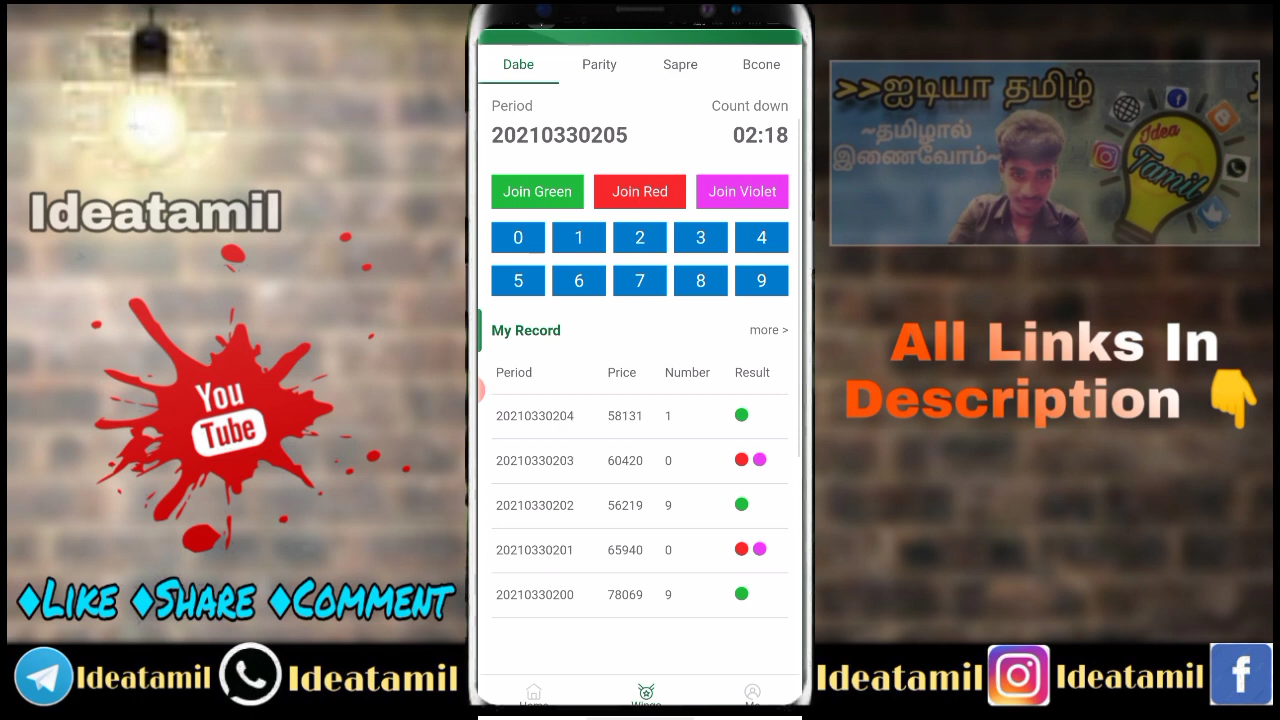 Ideatamil
You
Tube
♦Like ♦Share ♦Comment
Ideatamil
Ideatamil
Dabe Parity Sapre Bcone
Period Count down
20210330205 02:18
Join Green Join Red Join Violet
0 1 2 3 4
5 6 7 8 9
My Record more >
Period Price Number Result
20210330204 58131 1
20210330203 60420 0
20210330202 56219 9
20210330201 65940 0
20210330200 78069 9
>>ஐடியா தமிழ்
~தமிழால்
இணைவோம்~
Idea
Tamil
All Links In
Description 👇
Ideatamil
Ideatamil